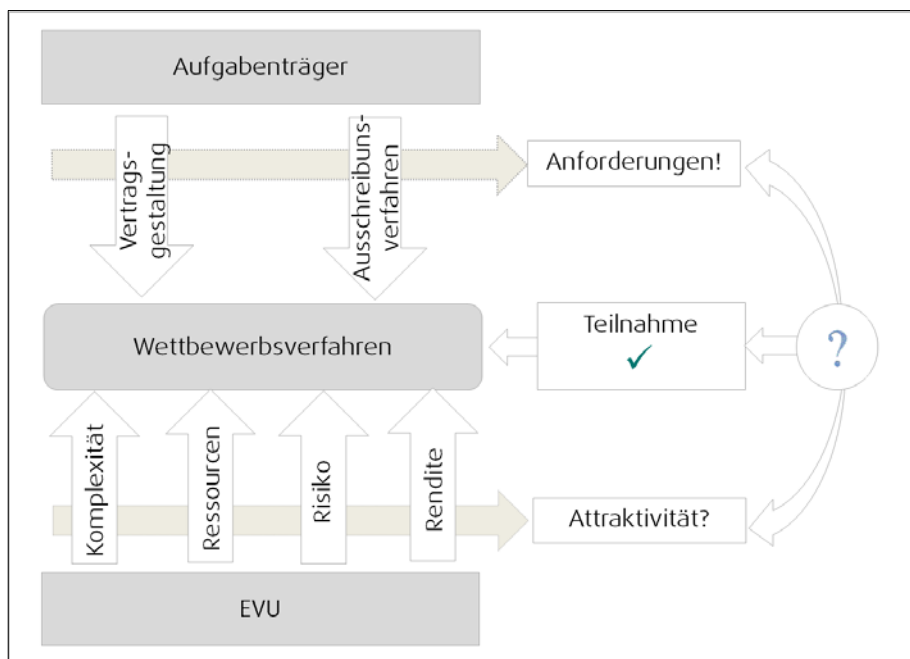 Aufgabenträger
Vertrags-
gestaltung
Ausschreibuns-
verfahren
Anforderungen!
Wettbewerbsverfahren
Teilnahme
✓
?
Komplexität
Ressourcen
Risiko
Rendite
Attraktivität?
EVU